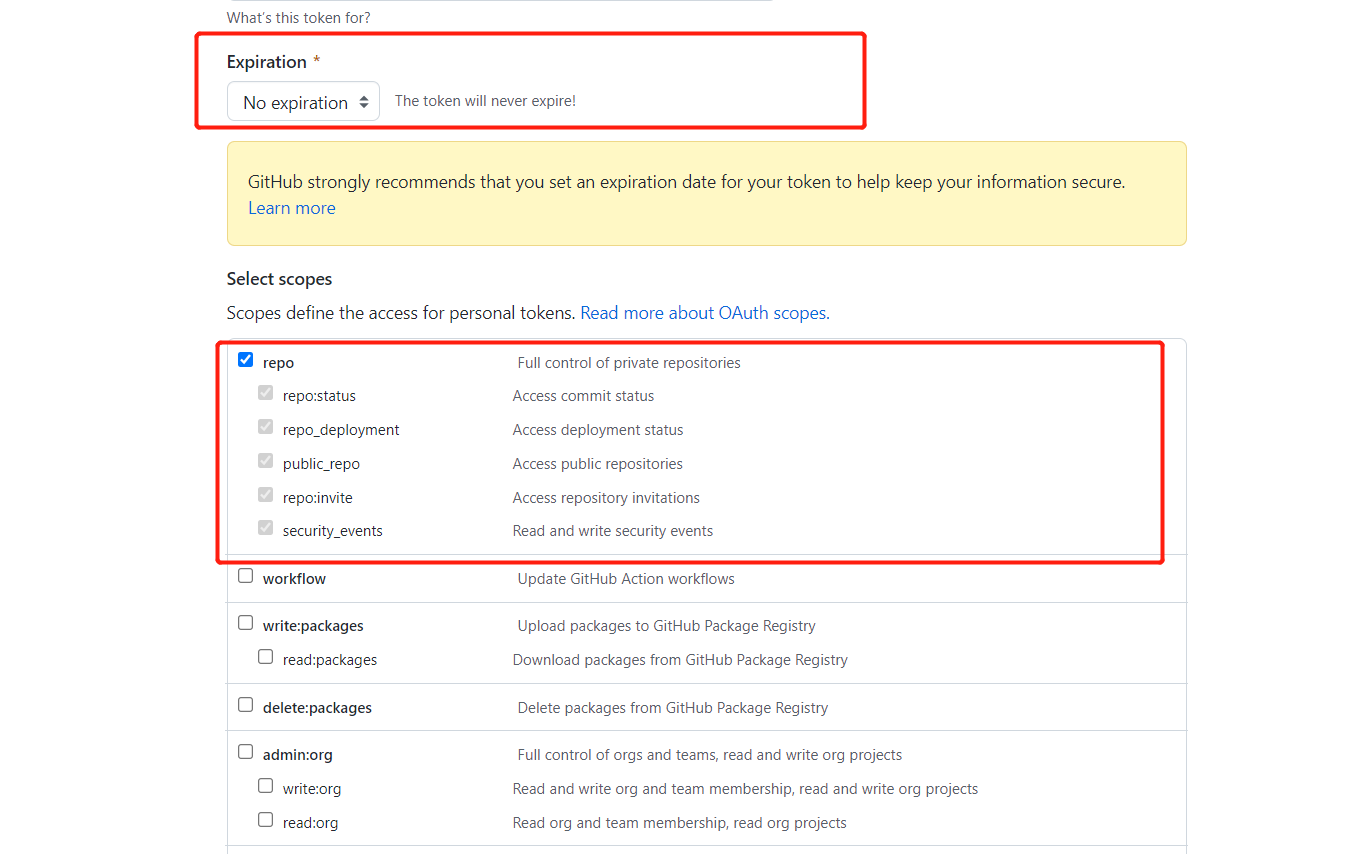 What's this token for?
Expiration *
No expiration The token will never expire!
GitHub strongly recommends that you set an expiration date for your token to help keep your information secure.
Learn more
Select scopes
Scopes define the access for personal tokens. Read more about OAuth scopes.
repo Full control of private repositories
repo:status Access commit status
repo_deployment Access deployment status
public_repo Access public repositories
repo:invite Access repository invitations
security_events Read and write security events
workflow Update GitHub Action workflows
write:packages Upload packages to GitHub Package Registry
read:packages Download packages from GitHub Package Registry
delete:packages Delete packages from GitHub Package Registry
admin:org Full control of orgs and teams, read and write org projects
write:org Read and write org and team membership, read and write org projects
read:org Read org and team membership, read org projects